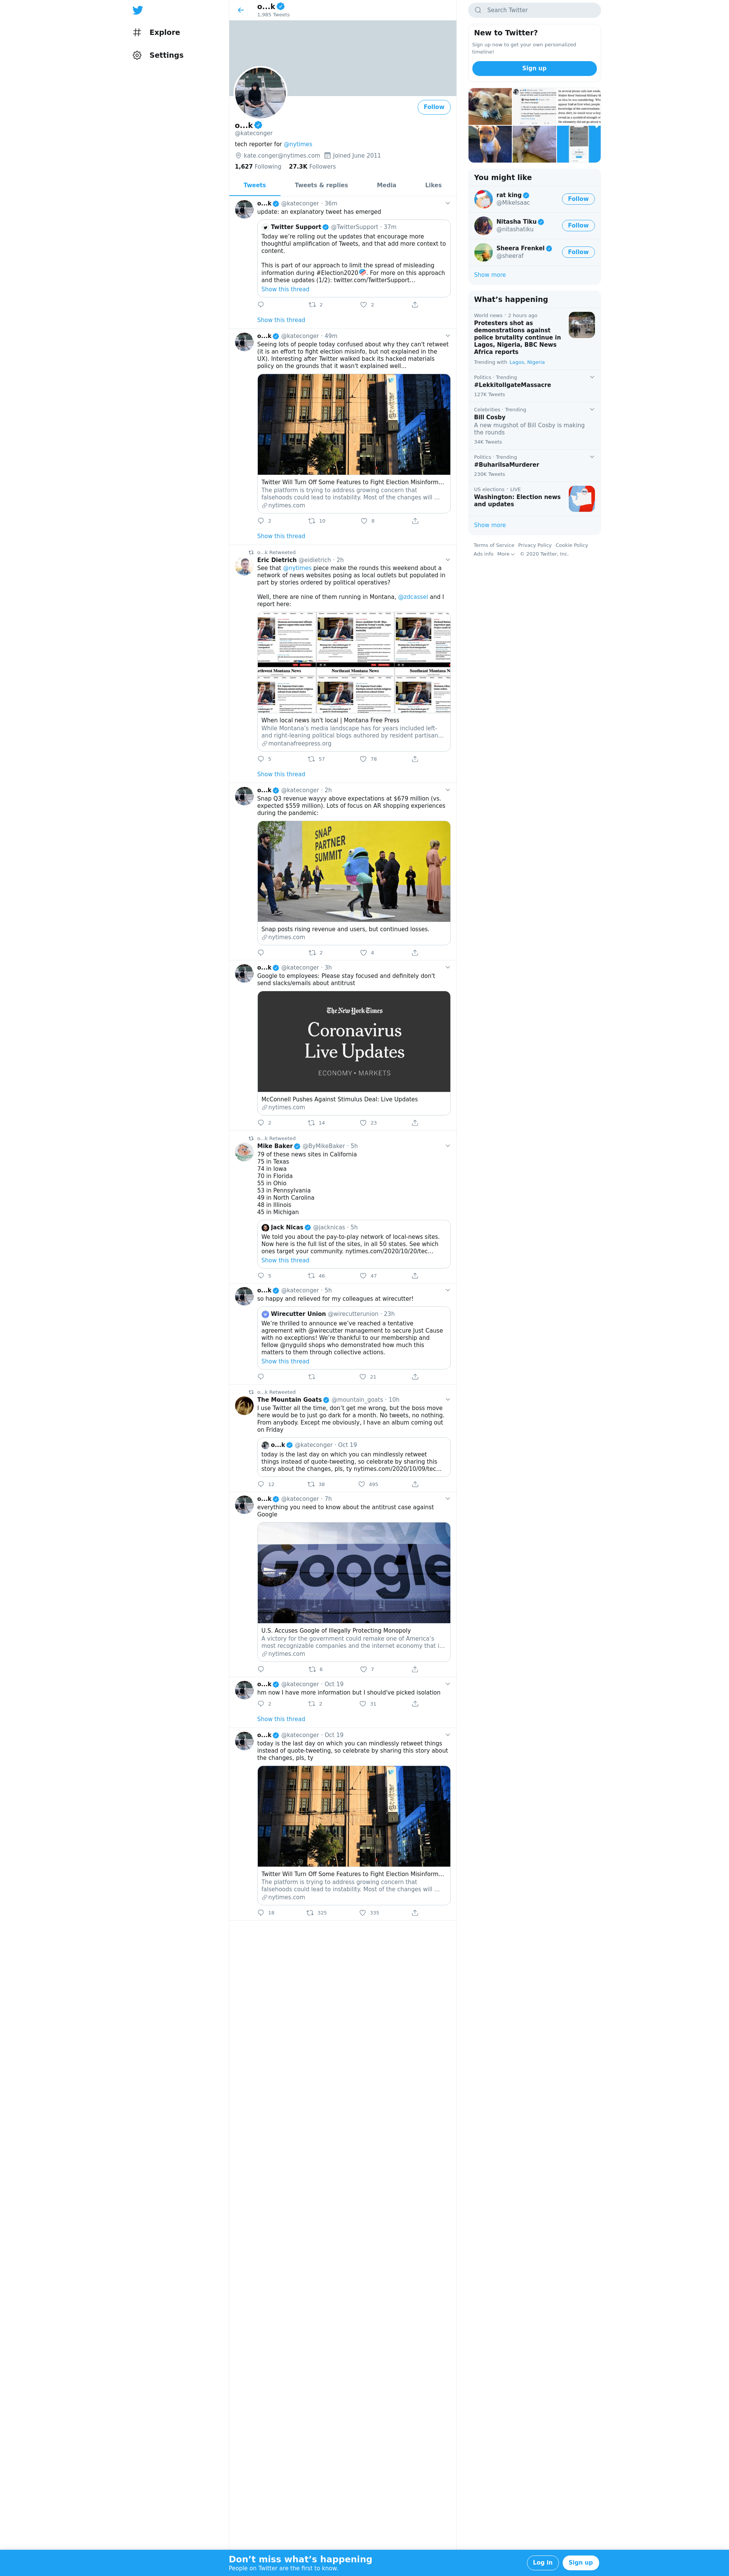 Explore
Settings
o...k
1,985 Tweets
Follow
o...k
@kateconger
tech reporter for @nytimes
kate.conger@nytimes.com Joined June 2011
1,627 Following 27.3K Followers
Tweets Tweets & replies Media Likes
o...k @kateconger · 36m
update: an explanatory tweet has emerged
Twitter Support @TwitterSupport · 37m
Today we're rolling out the updates that encourage more
thoughtful amplification of Tweets, and that add more context to
content.
This is part of our approach to limit the spread of misleading
information during #Election2020. For more on this approach
and these updates (1/2): twitter.com/TwitterSupport…
Show this thread
2 2
Show this thread
o...k @kateconger · 49m
Seeing lots of people today confused about why they can't retweet
(it is an effort to fight election misinfo, but not explained in the
UX). Interesting after Twitter walked back its hacked materials
policy on the grounds that it wasn't explained well...
Twitter Will Turn Off Some Features to Fight Election Misinform…
The platform is trying to address growing concern that
falsehoods could lead to instability. Most of the changes will …
nytimes.com
2 10 8
Show this thread
o...k Retweeted
Eric Dietrich @eidietrich · 2h
See that @nytimes piece make the rounds this weekend about a
network of news websites posing as local outlets but populated in
part by stories ordered by political operatives?
Well, there are nine of them running in Montana, @zdcassel and I
report here:
Northwest Montana News Northeast Montana News Southeast Montana N
When local news isn't local | Montana Free Press
While Montana's media landscape has for years included left-
and right-leaning political blogs authored by resident partisan…
montanafreepress.org
5 57 78
Show this thread
o...k @kateconger · 2h
Snap Q3 revenue wayyy above expectations at $679 million (vs.
expected $559 million). Lots of focus on AR shopping experiences
during the pandemic:
SNAP
PARTNER
SUMMIT
Snap posts rising revenue and users, but continued losses.
nytimes.com
2 4
o...k @kateconger · 3h
Google to employees: Please stay focused and definitely don't
send slacks/emails about antitrust
The New York Times
Coronavirus
Live Updates
ECONOMY • MARKETS
McConnell Pushes Against Stimulus Deal: Live Updates
nytimes.com
2 14 23
o...k Retweeted
Mike Baker @ByMikeBaker · 5h
79 of these news sites in California
75 in Texas
74 in Iowa
70 in Florida
55 in Ohio
53 in Pennsylvania
49 in North Carolina
48 in Illinois
45 in Michigan
Jack Nicas @jacknicas · 5h
We told you about the pay-to-play network of local-news sites.
Now here is the full list of the sites, in all 50 states. See which
ones target your community. nytimes.com/2020/10/20/tec…
Show this thread
5 46 47
o...k @kateconger · 5h
so happy and relieved for my colleagues at wirecutter!
Wirecutter Union @wirecutterunion · 23h
We're thrilled to announce we've reached a tentative
agreement with @wirecutter management to secure Just Cause
with no exceptions! We're thankful to our membership and
fellow @nyguild shops who demonstrated how much this
matters to them through collective actions.
Show this thread
21
o...k Retweeted
The Mountain Goats @mountain_goats · 10h
I use Twitter all the time, don't get me wrong, but the boss move
here would be to just go dark for a month. No tweets, no nothing.
From anybody. Except me obviously, I have an album coming out
on Friday
o...k @kateconger · Oct 19
today is the last day on which you can mindlessly retweet
things instead of quote-tweeting, so celebrate by sharing this
story about the changes, pls, ty nytimes.com/2020/10/09/tec…
12 38 495
o...k @kateconger · 7h
everything you need to know about the antitrust case against
Google
Google
U.S. Accuses Google of Illegally Protecting Monopoly
A victory for the government could remake one of America's
most recognizable companies and the internet economy that i…
nytimes.com
6 7
o...k @kateconger · Oct 19
hm now I have more information but I should've picked isolation
2 2 31
Show this thread
o...k @kateconger · Oct 19
today is the last day on which you can mindlessly retweet things
instead of quote-tweeting, so celebrate by sharing this story about
the changes, pls, ty
Twitter Will Turn Off Some Features to Fight Election Misinform…
The platform is trying to address growing concern that
falsehoods could lead to instability. Most of the changes will …
nytimes.com
18 325 335
Search Twitter
New to Twitter?
Sign up now to get your own personalized
timeline!
Sign up
You might like
rat king
@MikeIsaac
Follow
Nitasha Tiku
@nitashatiku
Follow
Sheera Frenkel
@sheeraf
Follow
Show more
What's happening
World news · 2 hours ago
Protesters shot as
demonstrations against
police brutality continue in
Lagos, Nigeria, BBC News
Africa reports
Trending with Lagos, Nigeria
Politics · Trending
#LekkitollgateMassacre
127K Tweets
Celebrities · Trending
Bill Cosby
A new mugshot of Bill Cosby is making
the rounds
34K Tweets
Politics · Trending
#BuhariIsaMurderer
230K Tweets
US elections · LIVE
Washington: Election news
and updates
Show more
Terms of Service Privacy Policy Cookie Policy
Ads info More © 2020 Twitter, Inc.
Don't miss what's happening
People on Twitter are the first to know.
Log in Sign up